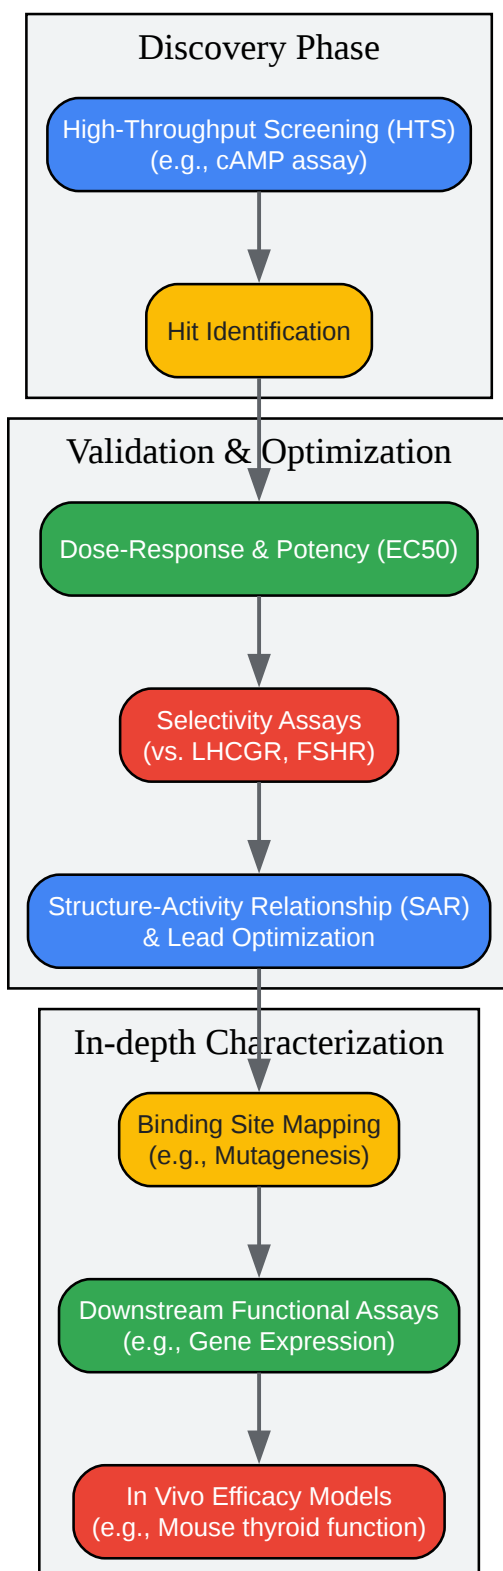 Discovery Phase
High-Throughput Screening (HTS)
(e.g., cAMP assay)
Hit Identification
Validation & Optimization
Dose-Response & Potency (EC50)
Selectivity Assays
(vs. LHCGR, FSHR)
Structure-Activity Relationship (SAR)
& Lead Optimization
In-depth Characterization
Binding Site Mapping
(e.g., Mutagenesis)
Downstream Functional Assays
(e.g., Gene Expression)
In Vivo Efficacy Models
(e.g., Mouse thyroid function)